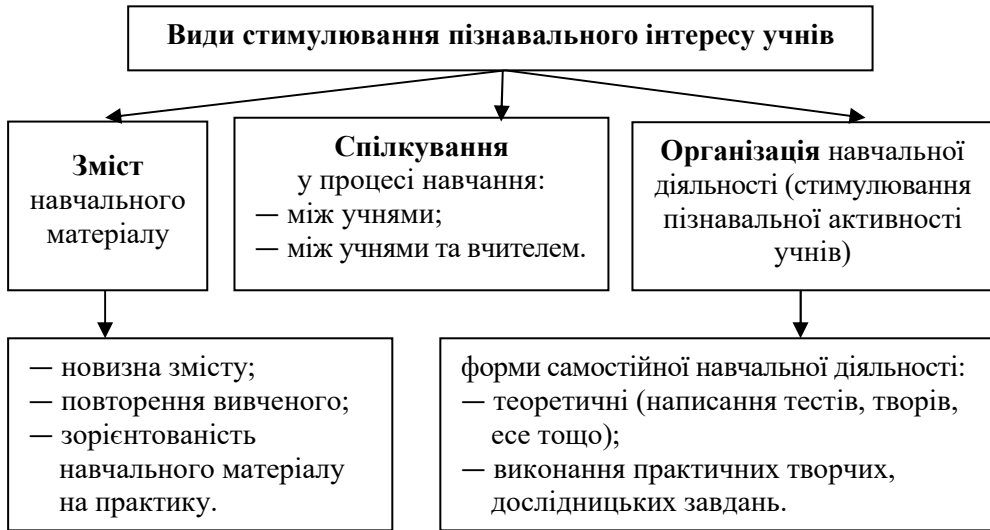 Види стимулювання пізнавального інтересу учнів
Зміст
навчального
матеріалу
Спілкування
у процесі навчання:
— між учнями;
— між учнями та вчителем.
Організація навчальної
діяльності (стимулювання
пізнавальної активності
учнів)
— новизна змісту;
— повторення вивченого;
— зорієнтованість
навчального матеріалу
на практику.
форми самостійної навчальної діяльності:
— теоретичні (написання тестів, творів,
есе тощо);
— виконання практичних творчих,
дослідницьких завдань.